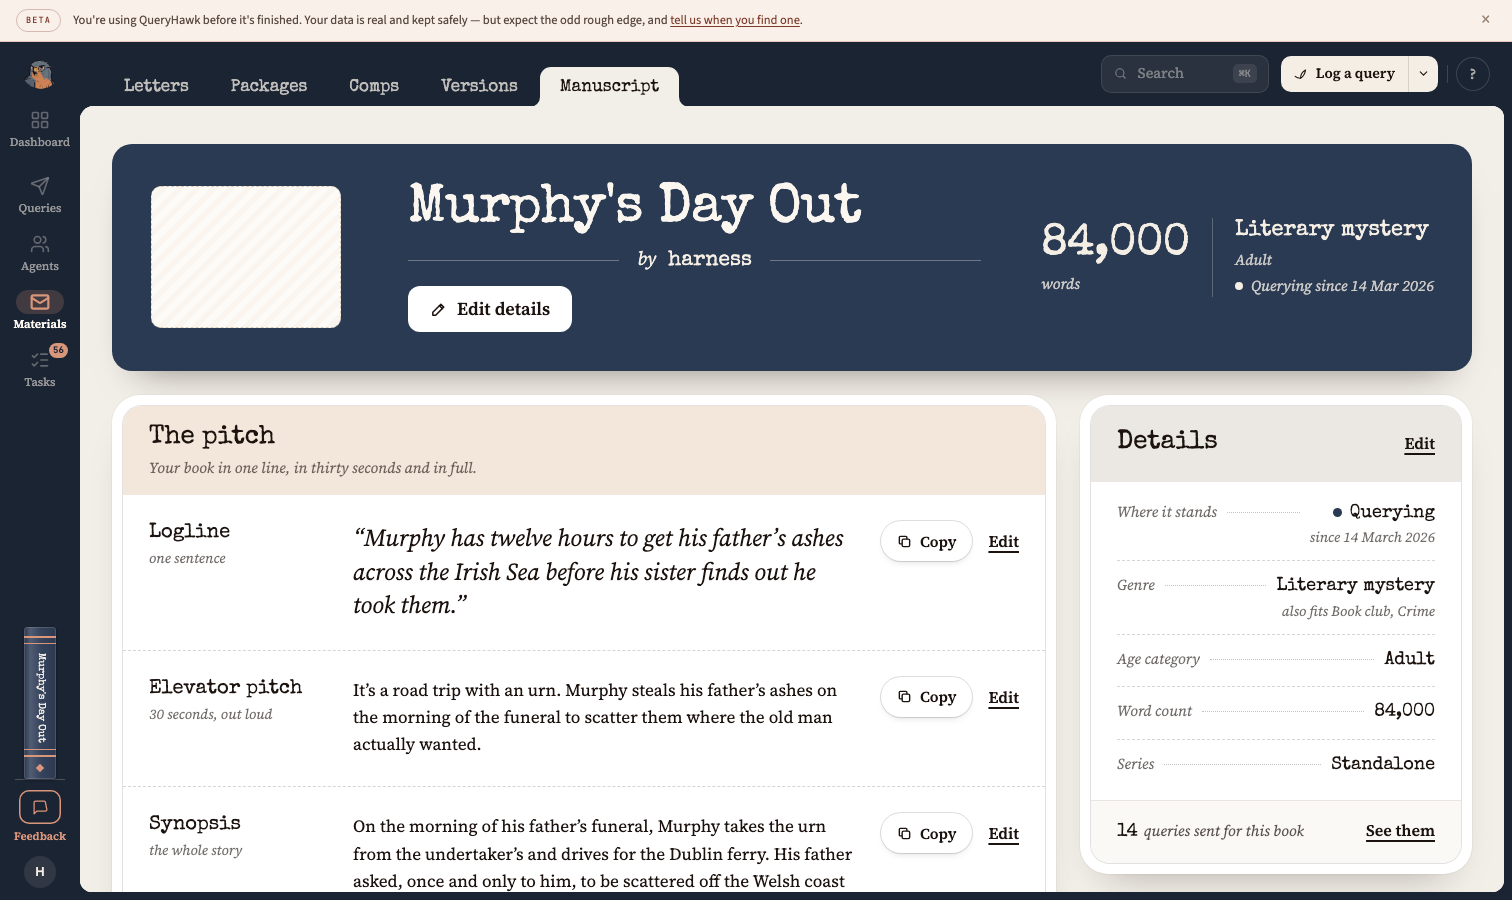 BETA
You're using QueryHawk before it's finished. Your data is real and kept safely — but expect the odd rough edge, and tell us when you find one.
×
Letters
Packages
Comps
Versions
Manuscript
Search
⌘K
Log a query
?
Dashboard
Queries
Agents
Materials
56
Tasks
Murphy's Day Out
Feedback
H
Murphy's Day Out
by harness
Edit details
84,000
words
Literary mystery
Adult
Querying since 14 Mar 2026
The pitch
Your book in one line, in thirty seconds and in full.
Logline
one sentence
“Murphy has twelve hours to get his father’s ashes
across the Irish Sea before his sister finds out he
took them.”
Copy
Edit
Elevator pitch
30 seconds, out loud
It’s a road trip with an urn. Murphy steals his father’s ashes on
the morning of the funeral to scatter them where the old man
actually wanted.
Copy
Edit
Synopsis
the whole story
On the morning of his father’s funeral, Murphy takes the urn
from the undertaker’s and drives for the Dublin ferry. His father
asked, once and only to him, to be scattered off the Welsh coast
Copy
Edit
Details
Edit
Where it stands
Querying
since 14 March 2026
Genre
Literary mystery
also fits Book club, Crime
Age category
Adult
Word count
84,000
Series
Standalone
14 queries sent for this book
See them